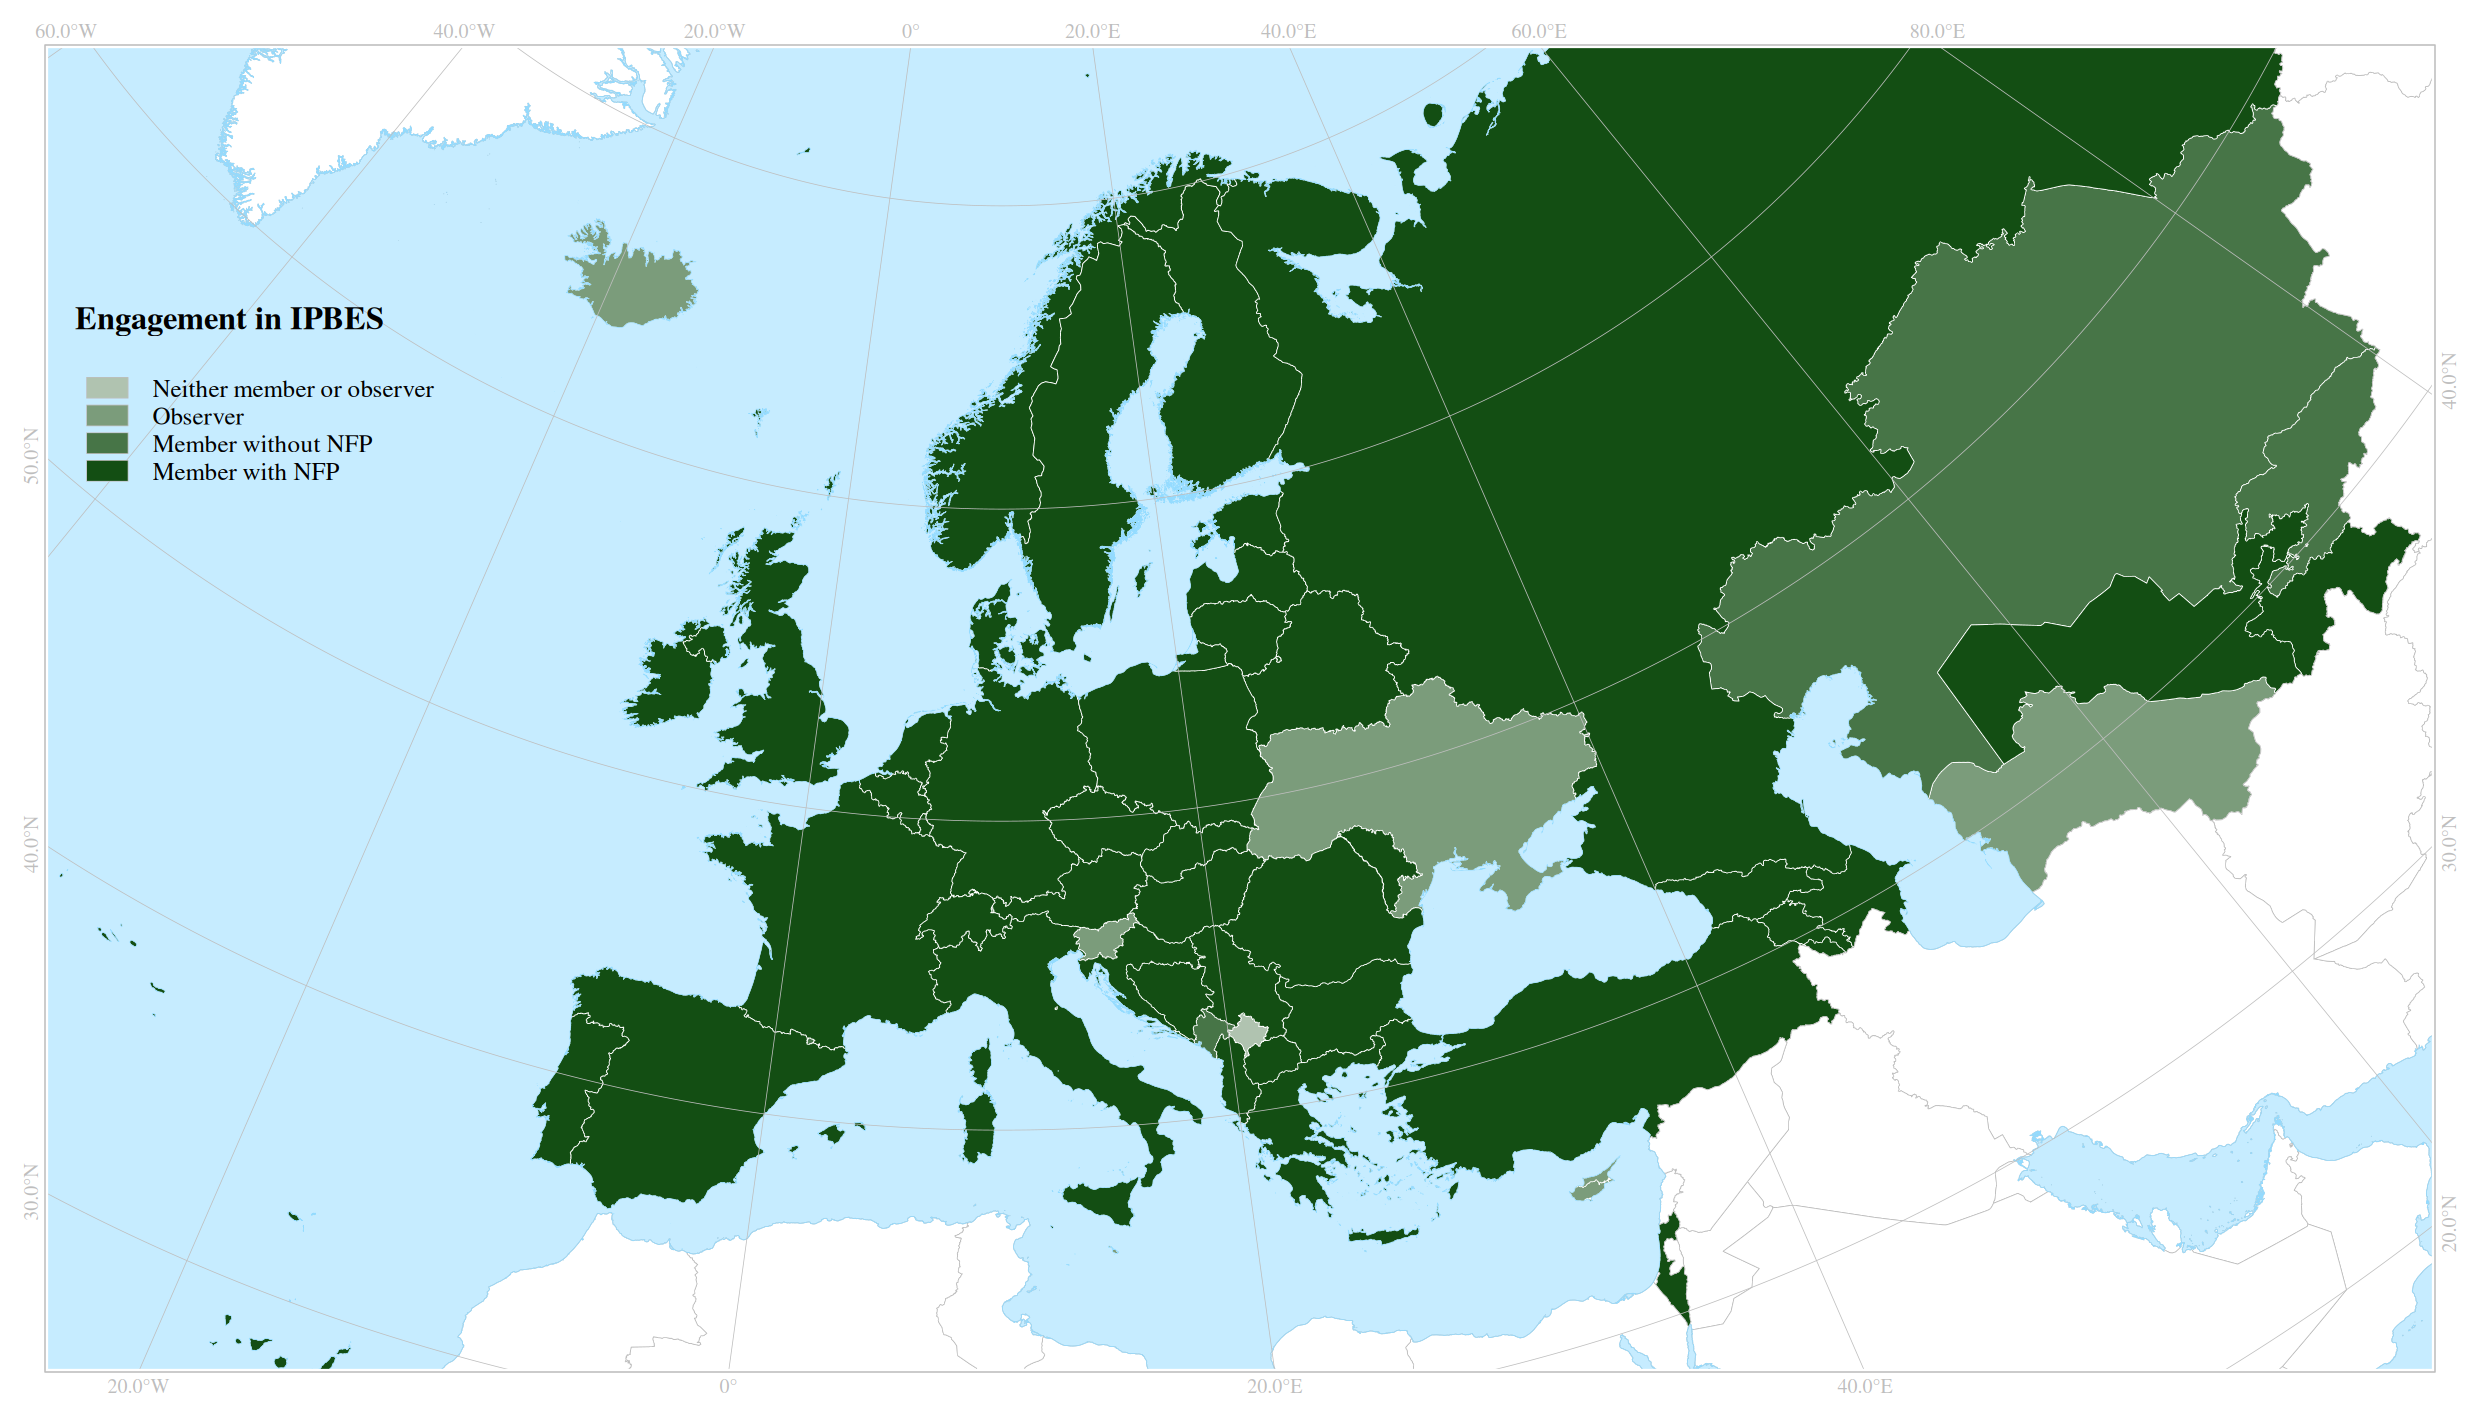 60.0°W 40.0°W 20.0°W 0° 20.0°E 40.0°E 60.0°E 80.0°E
Engagement in IPBES
Neither member or observer
Observer
Member without NFP
Member with NFP
50.0°N
40.0°N
30.0°N
40.0°N
30.0°N
20.0°N
20.0°W 0° 20.0°E 40.0°E